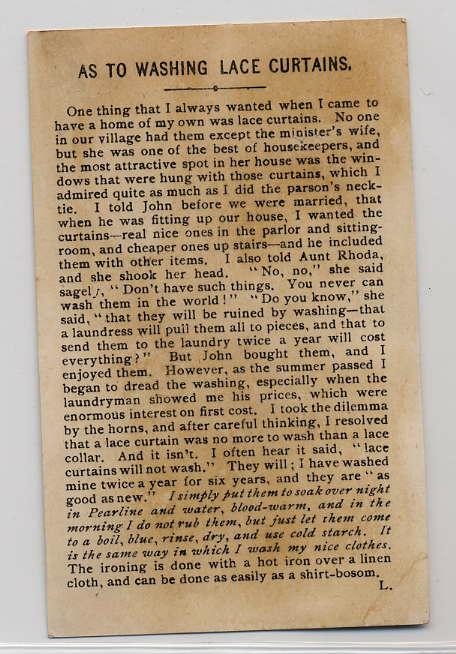 AS TO WASHING LACE CURTAINS.
One thing that I always wanted when I came to
have a home of my own was lace curtains. No one
in our village had them except the minister's wife,
but she was one of the best of housekeepers, and
the most attractive spot in her house was the win-
dows that were hung with those curtains, which I
admired quite as much as I did the parson's neck-
tie. I told John before we were married, that
when he was fitting up our house, I wanted the
curtains—real nice ones in the parlor and sitting-
room, and cheaper ones up stairs—and he included
them with other items. I also told Aunt Rhoda,
and she shook her head. "No, no," she said
sagely, "Don't have such things. You never can
wash them in the world!" "Do you know," she
said, "that they will be ruined by washing—that
a laundress will pull them all to pieces, and that to
send them to the laundry twice a year will cost
everything?" But John bought them, and I
enjoyed them. However, as the summer passed I
began to dread the washing, especially when the
laundryman showed me his prices, which were
enormous interest on first cost. I took the dilemma
by the horns, and after careful thinking, I resolved
that a lace curtain was no more to wash than a lace
collar. And it isn't. I often hear it said, "lace
curtains will not wash." They will; I have washed
mine twice a year for six years, and they are "as
good as new." I simply put them to soak over night
in Pearline and water, blood-warm, and in the
morning I do not rub them, but just let them come
to a boil, blue, rinse, dry, and use cold starch. It
is the same way in which I wash my nice clothes.
The ironing is done with a hot iron over a linen
cloth, and can be done as easily as a shirt-bosom.
L.